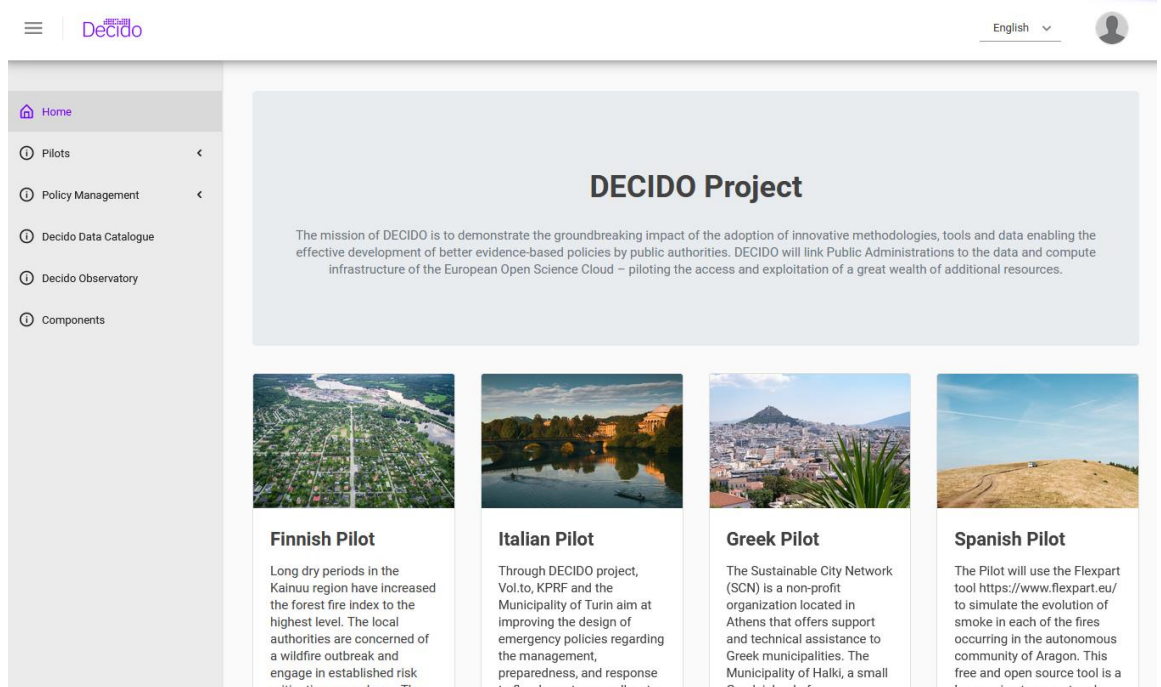 Decido
English
Home
Pilots
Policy Management
Decido Data Catalogue
Decido Observatory
Components
DECIDO Project
The mission of DECIDO is to demonstrate the groundbreaking impact of the adoption of innovative methodologies, tools and data enabling the
effective development of better evidence-based policies by public authorities. DECIDO will link Public Administrations to the data and compute
infrastructure of the European Open Science Cloud – piloting the access and exploitation of a great wealth of additional resources.
Finnish Pilot
Long dry periods in the
Kainuu region have increased
the forest fire index to the
highest level. The local
authorities are concerned of
a wildfire outbreak and
engage in established risk
Italian Pilot
Through DECIDO project,
Vol.to, KPRF and the
Municipality of Turin aim at
improving the design of
emergency policies regarding
the management,
preparedness, and response
Greek Pilot
The Sustainable City Network
(SCN) is a non-profit
organization located in
Athens that offers support
and technical assistance to
Greek municipalities. The
Municipality of Halki, a small
Spanish Pilot
The Pilot will use the Flexpart
tool https://www.flexpart.eu/
to simulate the evolution of
smoke in each of the fires
occurring in the autonomous
community of Aragon. This
free and open source tool is a